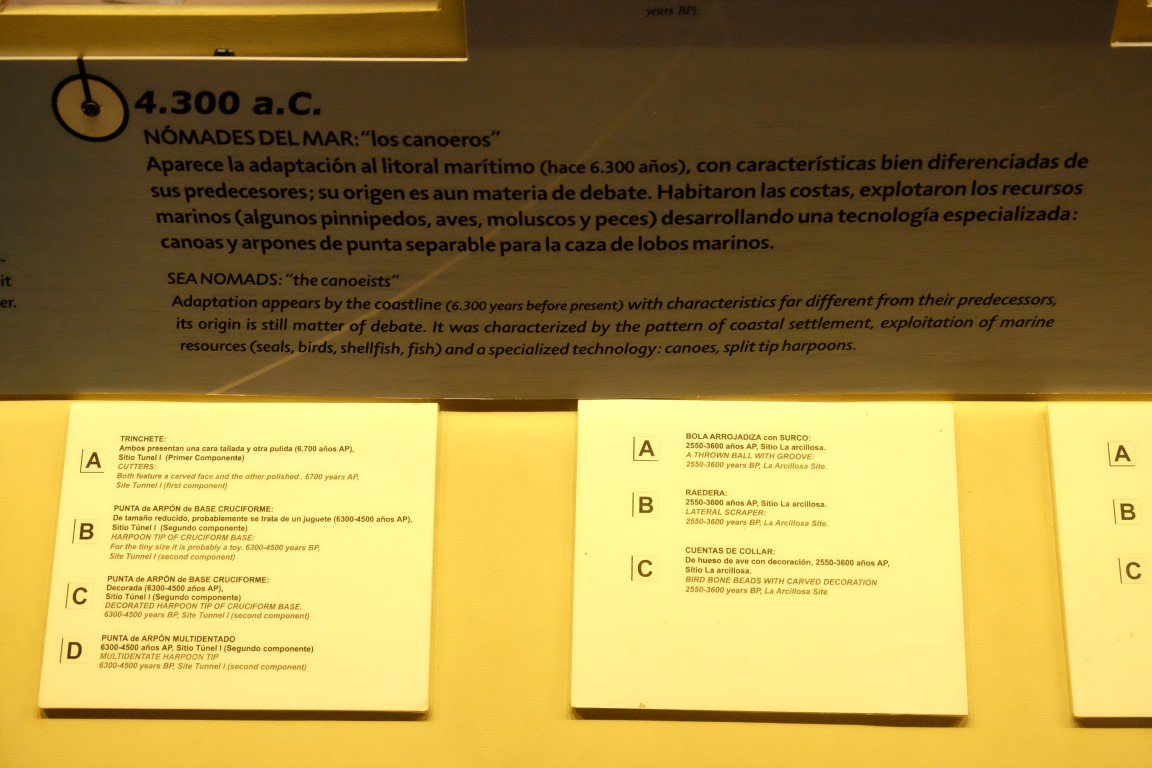 years BP).
4.300 a.C.
NÓMADES DEL MAR: "los canoeros"
Aparece la adaptación al litoral marítimo (hace 6.300 años), con características bien diferenciadas de
sus predecesores; su origen es aun materia de debate. Habitaron las costas, explotaron los recursos
marinos (algunos pinnipedos, aves, moluscos y peces) desarrollando una tecnología especializada:
canoas y arpones de punta separable para la caza de lobos marinos.
SEA NOMADS: "the canoeists"
Adaptation appears by the coastline (6.300 years before present) with characteristics far different from their predecessors,
its origin is still matter of debate. It was characterized by the pattern of coastal settlement, exploitation of marine
resources (seals, birds, shellfish, fish) and a specialized technology: canoes, split tip harpoons.
-
it
er.
A
TRINCHETE:
Ambos presentan una cara tallada y otra pulida (6.700 años AP),
Sitio Tunel I (Primer Componente)
CUTTERS:
Both feature a carved face and the other polished . 6700 years AP,
Site Tunnel I (first component)
B
PUNTA de ARPÓN de BASE CRUCIFORME:
De tamaño reducido, probablemente se trata de un juguete (6300-4500 años AP),
Sitio Túnel I (Segundo componente)
HARPOON TIP OF CRUCIFORM BASE:
For the tiny size it is probably a toy. 6300-4500 years BP,
Site Tunnel I (second component)
C
PUNTA de ARPÓN de BASE CRUCIFORME:
Decorada (6300-4500 años AP),
Sitio Túnel I (Segundo componente)
DECORATED HARPOON TIP OF CRUCIFORM BASE.
6300-4500 years BP, Site Tunnel I (second component)
D
PUNTA de ARPÓN MULTIDENTADO
6300-4500 años AP, Sitio Túnel I (Segundo componente)
MULTIDENTATE HARPOON TIP
6300-4500 years BP, Site Tunnel I (second component)
A
BOLA ARROJADIZA con SURCO:
2550-3600 años AP, Sitio La arcillosa.
A THROWN BALL WITH GROOVE:
2550-3600 years BP, La Arcillosa Site.
B
RAEDERA:
2550-3600 años AP, Sitio La arcillosa.
LATERAL SCRAPER:
2550-3600 years BP, La Arcillosa Site.
C
CUENTAS DE COLLAR:
De hueso de ave con decoración, 2550-3600 años AP,
Sitio La arcillosa.
BIRD BONE BEADS WITH CARVED DECORATION
2550-3600 years BP, La Arcillosa Site
A
B
C